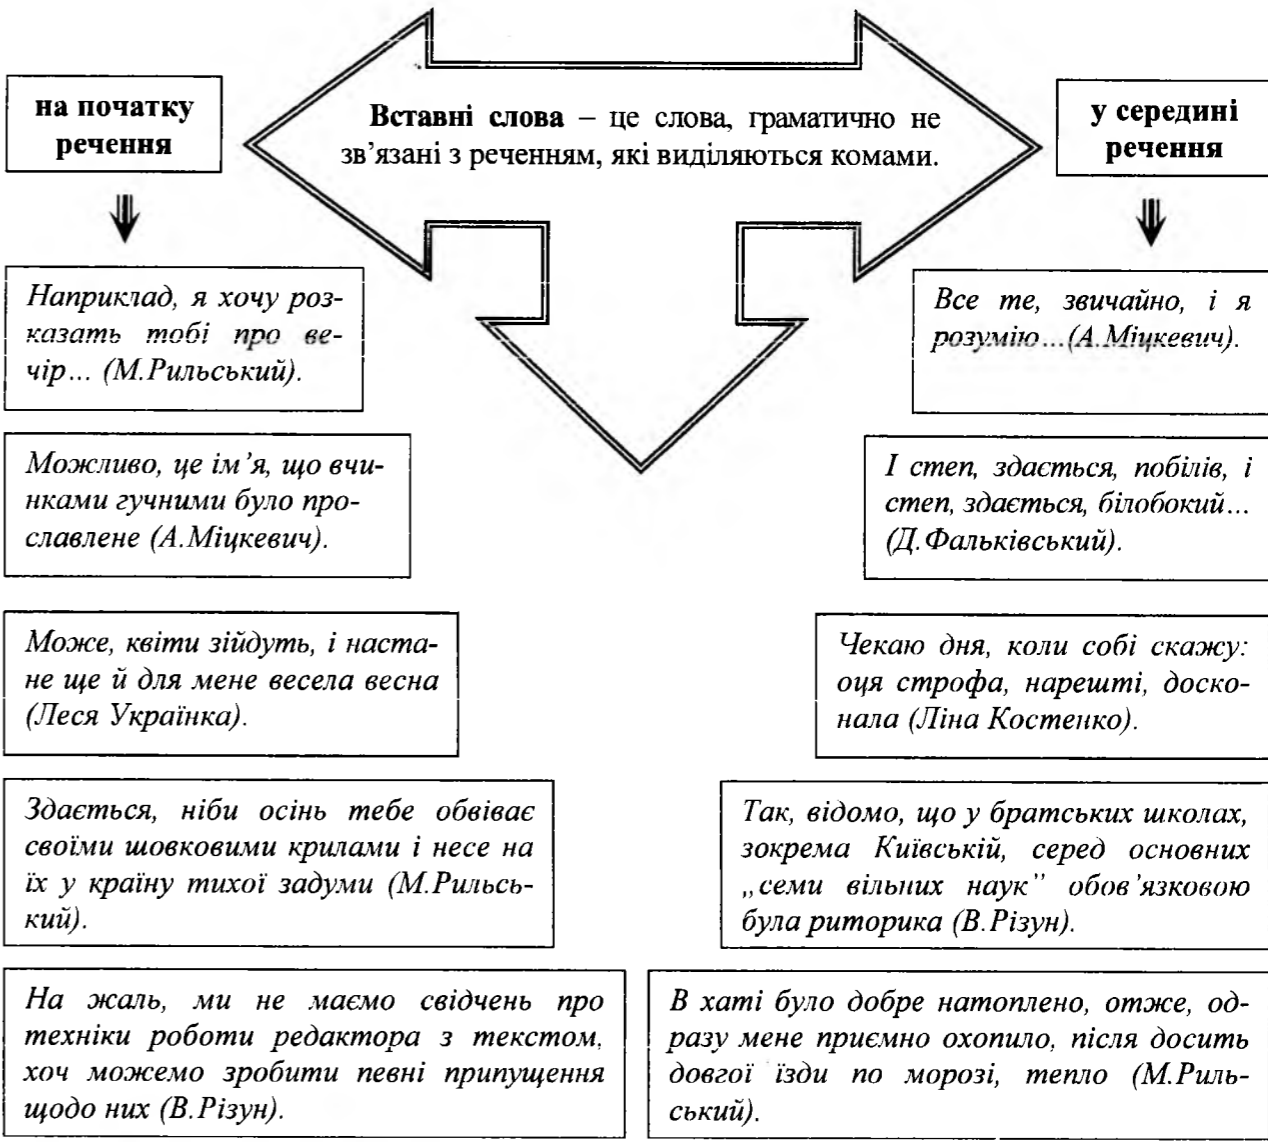 на початку
речення
Вставні слова – це слова, граматично не
зв'язані з реченням, які виділяються комами.
у середині
речення
Наприклад, я хочу роз-
казать тобі про ве-
чір... (М.Рильський).
Можливо, це ім'я, що вчи-
нками гучними було про-
славлене (А.Міцкевич).
Може, квіти зійдуть, і наста-
не ще й для мене весела весна
(Леся Українка).
Здається, ніби осінь тебе обвіває
своїми шовковими крилами і несе на
їх у країну тихої задуми (М.Рильсь-
кий).
На жаль, ми не маємо свідчень про
техніки роботи редактора з текстом,
хоч можемо зробити певні припущення
щодо них (В.Різун).
Все те, звичайно, і я
розумію...(А.Міцкевич).
І степ, здається, побілів, і
степ, здається, білобокий...
(Д.Фальківський).
Чекаю дня, коли собі скажу:
оця строфа, нарешті, доско-
нала (Ліна Костенко).
Так, відомо, що у братських школах,
зокрема Київській, серед основних
„семи вільних наук” обов'язковою
була риторика (В.Різун).
В хаті було добре натоплено, отже, од-
разу мене приємно охопило, після досить
довгої їзди по морозі, тепло (М.Риль-
ський).